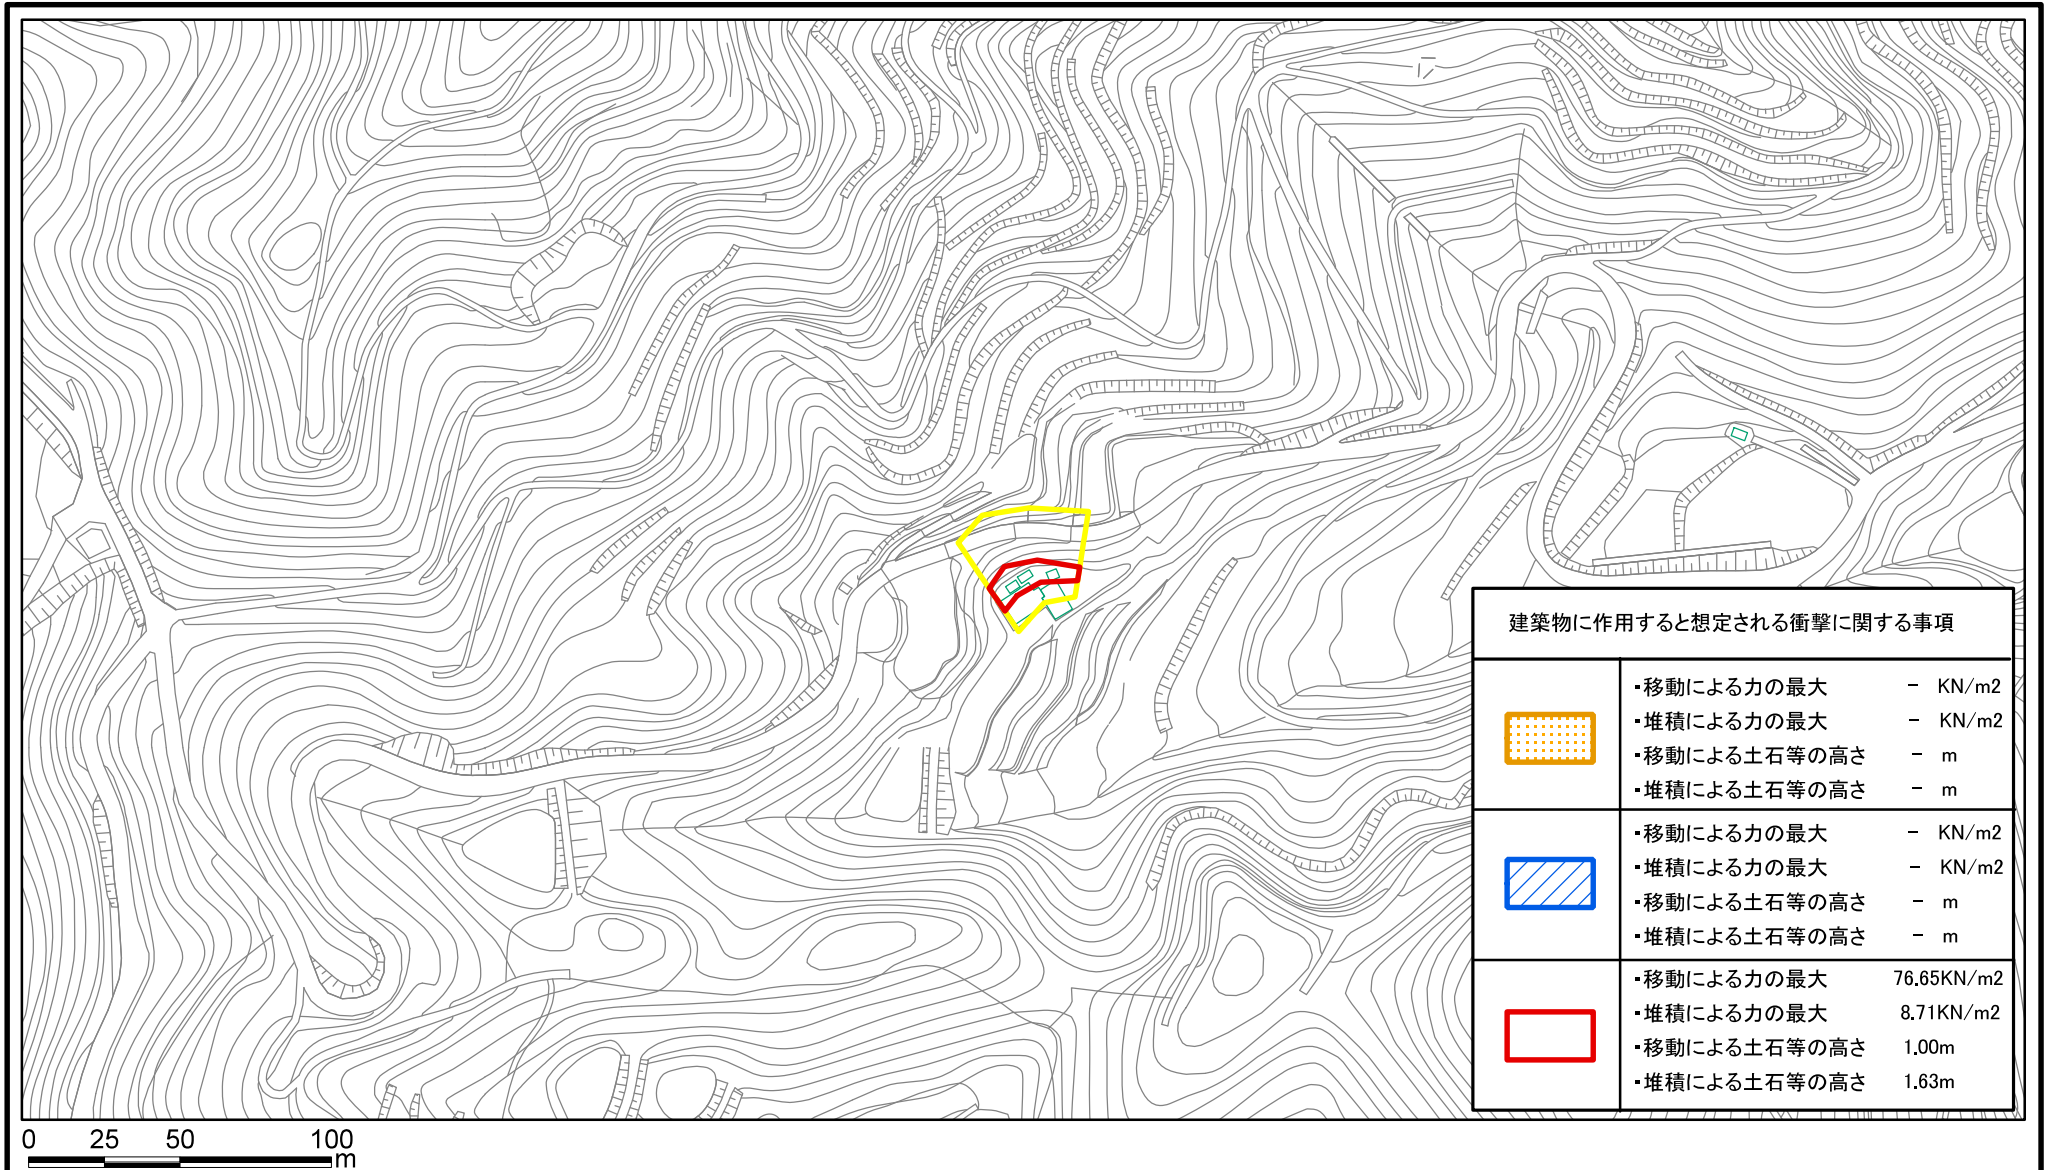 建築物に作用すると想定される衝撃に関する事項
・移動による力の最大 － KN/m2
・堆積による力の最大 － KN/m2
・移動による土石等の高さ － m
・堆積による土石等の高さ － m
・移動による力の最大 － KN/m2
・堆積による力の最大 － KN/m2
・移動による土石等の高さ － m
・堆積による土石等の高さ － m
・移動による力の最大 76.65KN/m2
・堆積による力の最大 8.71KN/m2
・移動による土石等の高さ 1.00m
・堆積による土石等の高さ 1.63m
0 25 50 100
m